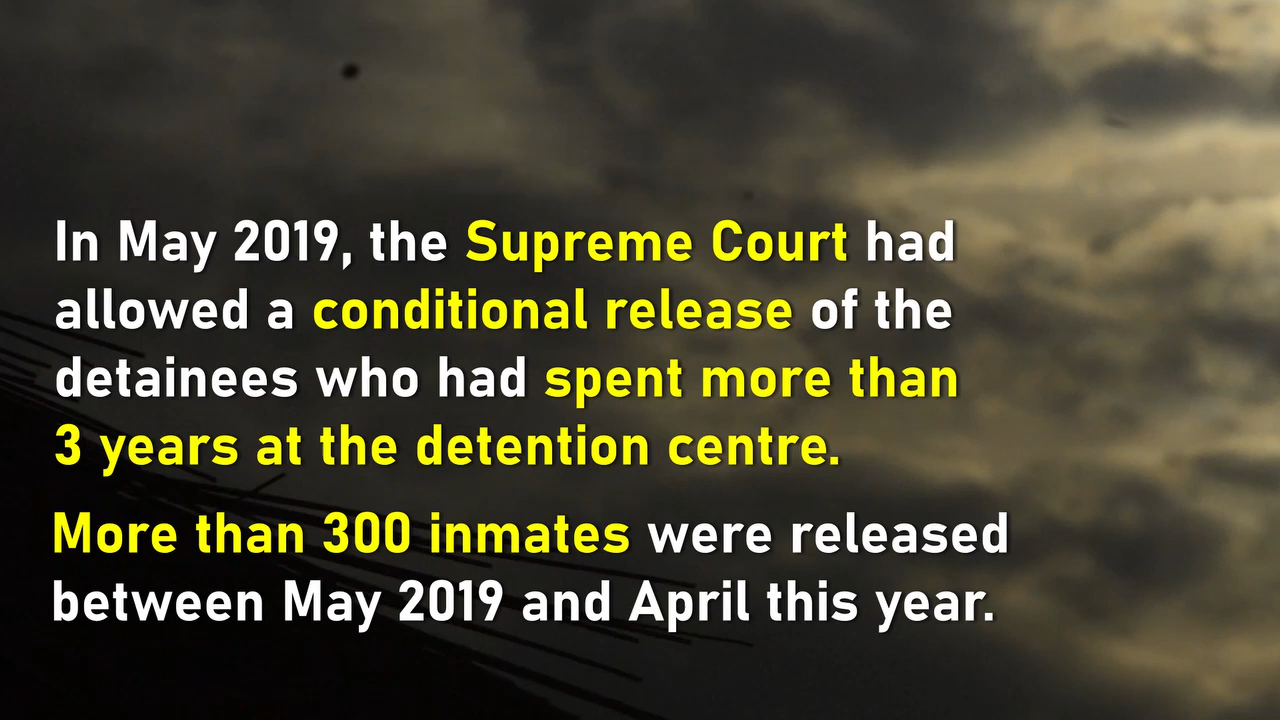 In May 2019, the Supreme Court had
allowed a conditional release of the
detainees who had spent more than
3 years at the detention centre.
More than 300 inmates were released
between May 2019 and April this year.